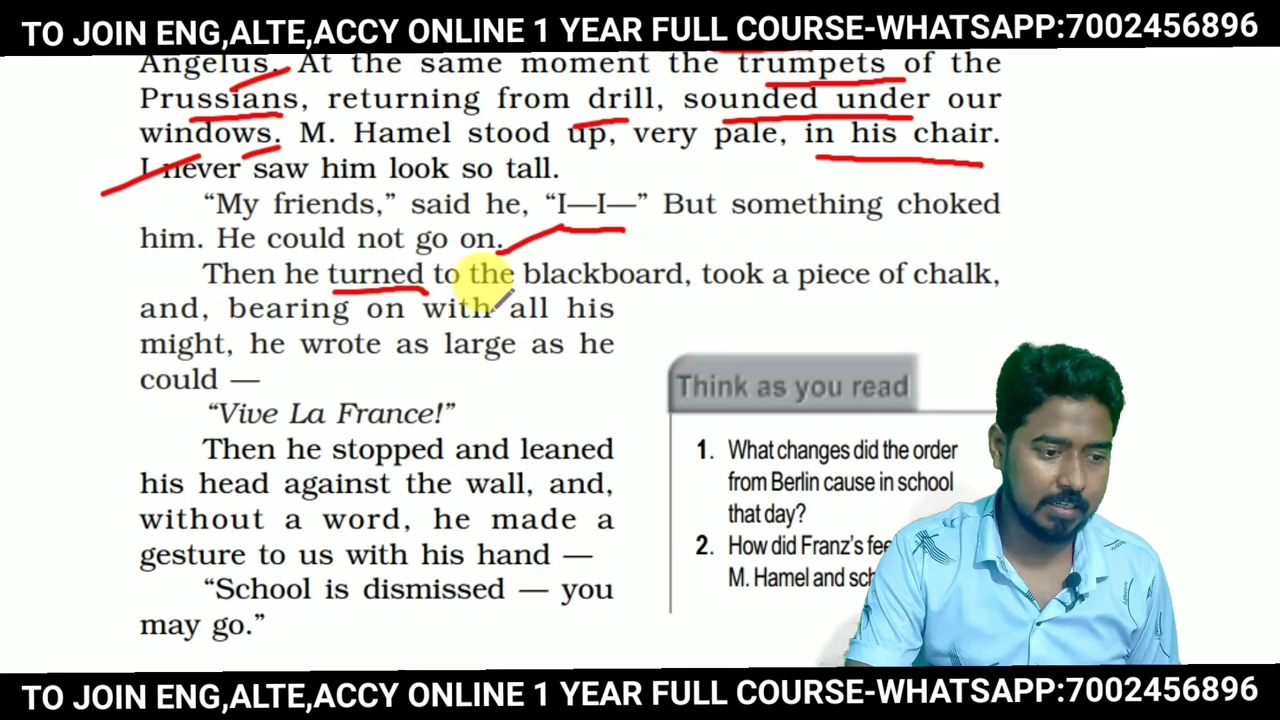 TO JOIN ENG,ALTE,ACCY ONLINE 1 YEAR FULL COURSE-WHATSAPP:7002456896
Angelus. At the same moment the trumpets of the
Prussians, returning from drill, sounded under our
windows. M. Hamel stood up, very pale, in his chair.
I never saw him look so tall.
“My friends,” said he, “I—I—” But something choked
him. He could not go on.
Then he turned to the blackboard, took a piece of chalk,
and, bearing on with all his
might, he wrote as large as he
could —
“Vive La France!”
Then he stopped and leaned
his head against the wall, and,
without a word, he made a
gesture to us with his hand —
“School is dismissed — you
may go.”
Think as you read
1. What changes did the order
from Berlin cause in school
that day?
2. How did Franz’s
M. Hamel and
TO JOIN ENG,ALTE,ACCY ONLINE 1 YEAR FULL COURSE-WHATSAPP:7002456896